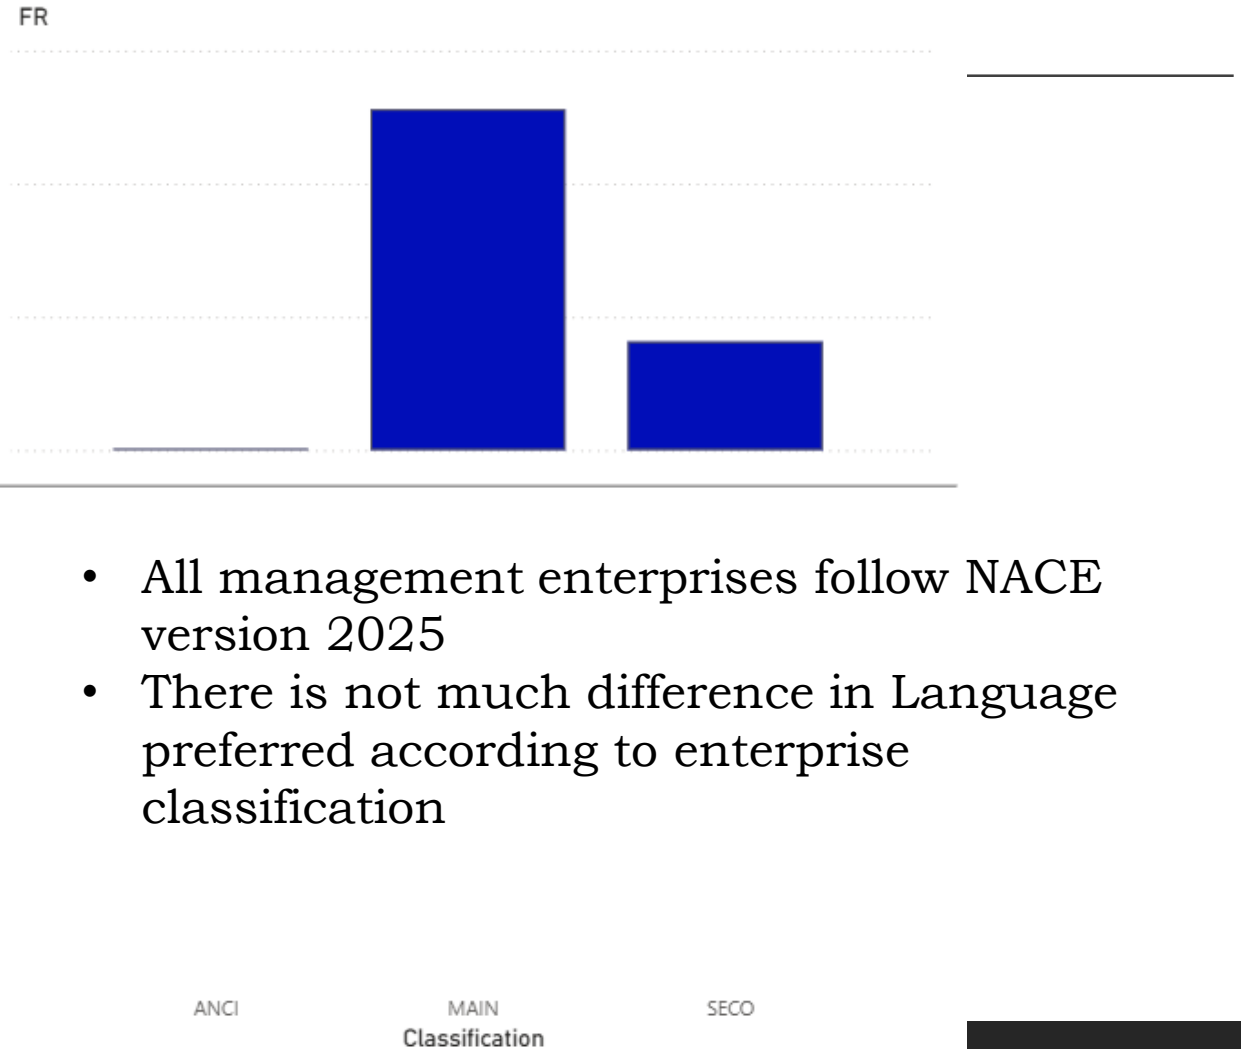 FR
• All management enterprises follow NACE
version 2025
• There is not much difference in Language
preferred according to enterprise
classification
ANCI MAIN SECO
Classification